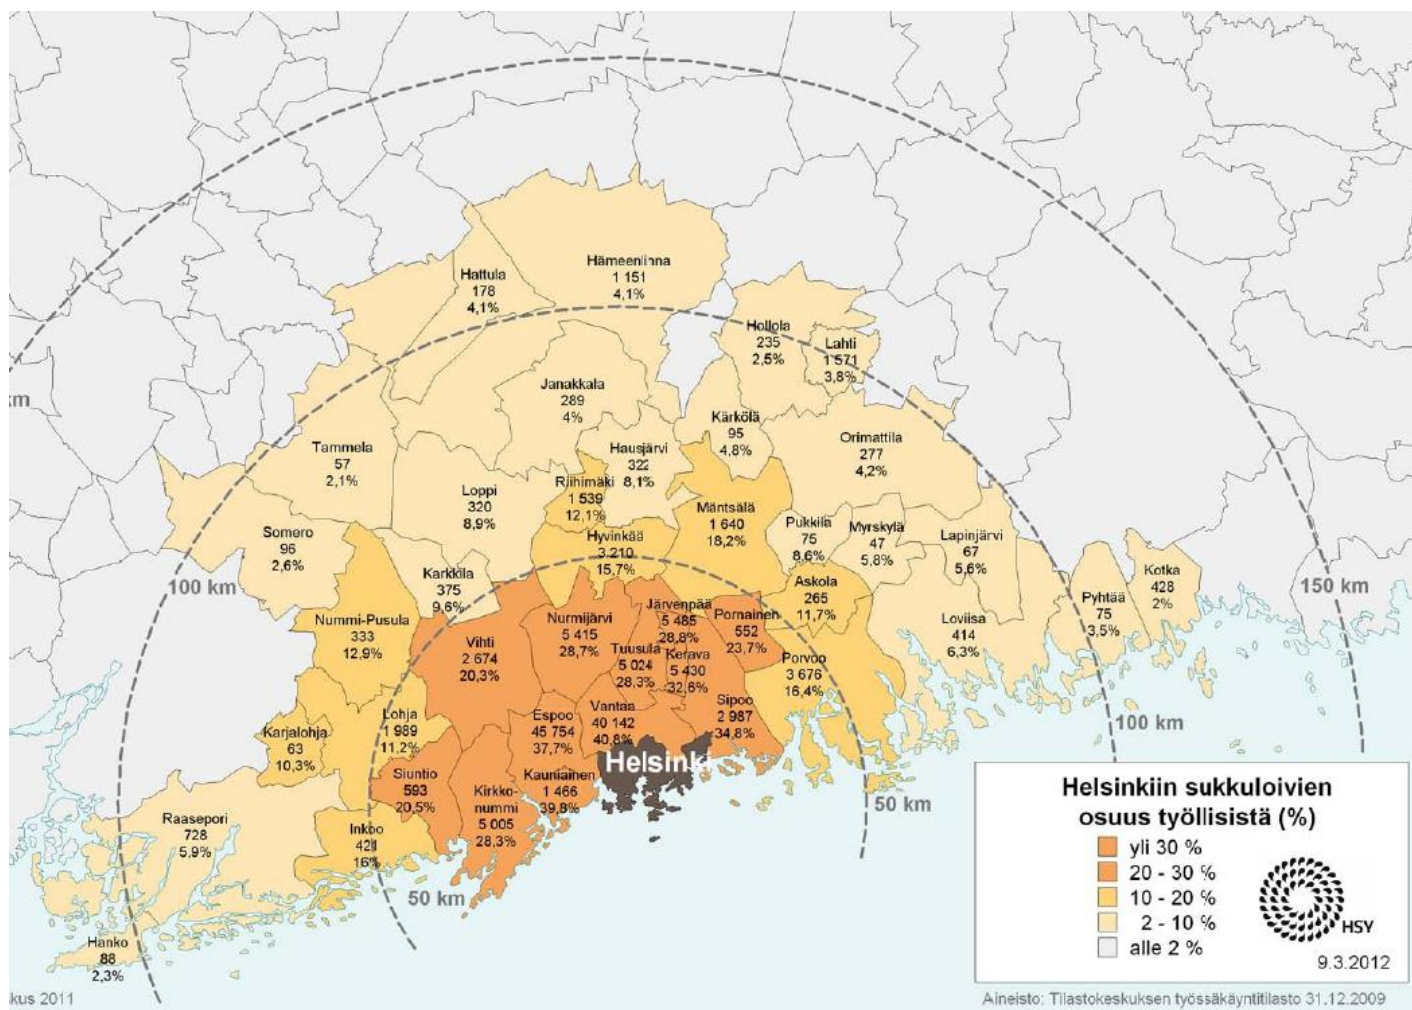 Hämeenlinna
1 151
4,1%
Hattula
178
4,1%
Hollola
235
2,5%
Lahti
1 571
3,8%
Janakkala
289
4%
km
Kärkölä
95
4,8%
Orimattila
277
4,2%
Tammela
57
2,1%
Hausjärvi
322
8,1%
Loppi
320
8,9%
Riihimäki
1 539
12,1%
Mäntsälä
1 640
18,2%
Pukkila
75
8,6%
Myrskylä
47
5,8%
Lapinjärvi
67
5,6%
Somero
96
2,6%
Hyvinkää
3 210
15,7%
Karkkila
375
9,6%
100 km
Askola
265
11,7%
Kotka
428
2%
150 km
Pyhtää
75
3,5%
Nummi-Pusula
333
12,9%
Vihti
2 674
20,3%
Nurmijärvi
5 415
28,7%
Järvenpää
5 485
28,8%
Pornainen
552
23,7%
Loviisa
414
6,3%
Tuusula
5 024
28,3%
Kerava
5 430
32,6%
Porvoo
3 676
16,4%
Sipoo
2 987
34,8%
Karjalohja
63
10,3%
Lohja
1 989
11,2%
Espoo
45 754
37,7%
Vantaa
40 142
40,8%
100 km
Helsinki
Siuntio
593
20,5%
Kirkko-
nummi
5 005
28,3%
Kauniainen
1 466
39,8%
50 km
Raasepori
728
5,9%
Inkoo
421
16%
50 km
Hanko
88
2,3%
Helsinkiin sukkuloivien
osuus työllisistä (%)
yli 30 %
20 - 30 %
10 - 20 %
2 - 10 %
alle 2 %
HSY
9.3.2012
kus 2011
Aineisto: Tilastokeskuksen työssäkäyntitilasto 31.12.2009